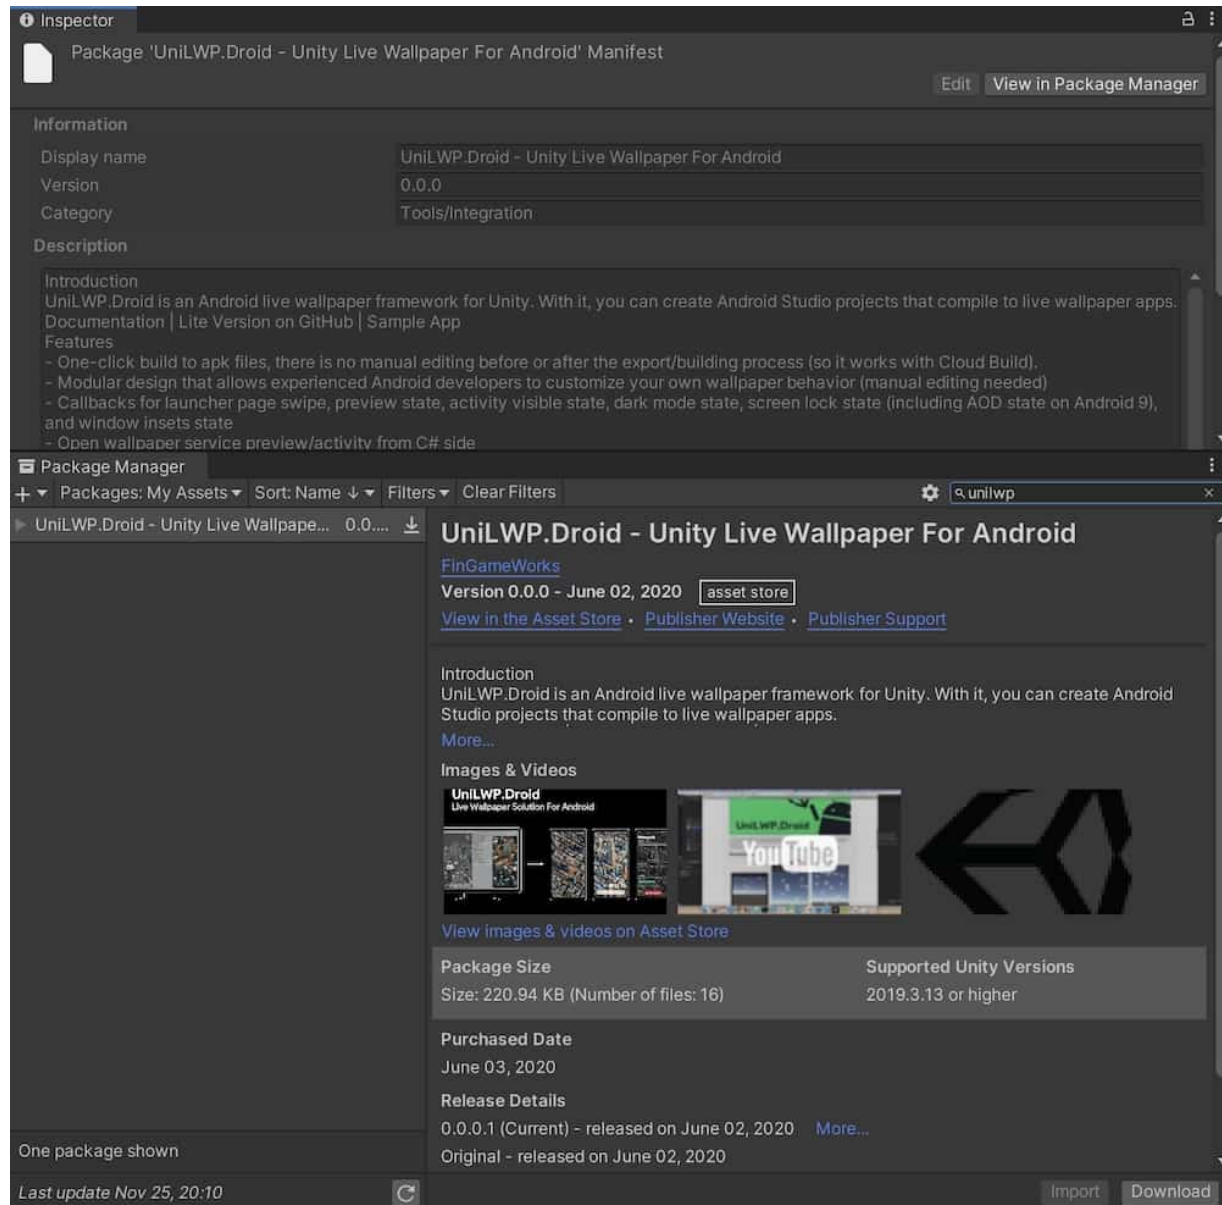 Inspector
Package 'UniLWP.Droid - Unity Live Wallpaper For Android' Manifest
Edit View in Package Manager
Information
Display name UniLWP.Droid - Unity Live Wallpaper For Android
Version 0.0.0
Category Tools/Integration
Description
Introduction
UniLWP.Droid is an Android live wallpaper framework for Unity. With it, you can create Android Studio projects that compile to live wallpaper apps.
Documentation | Lite Version on GitHub | Sample App
Features
- One-click build to apk files, there is no manual editing before or after the export/building process (so it works with Cloud Build).
- Modular design that allows experienced Android developers to customize your own wallpaper behavior (manual editing needed)
- Callbacks for launcher page swipe, preview state, activity visible state, dark mode state, screen lock state (including AOD state on Android 9),
and window insets state
- Open wallpaper service preview/activity from C# side
Package Manager
+ Packages: My Assets Sort: Name ↓ Filters Clear Filters unilwp ×
UniLWP.Droid - Unity Live Wallpape... 0.0....
UniLWP.Droid - Unity Live Wallpaper For Android
FinGameWorks
Version 0.0.0 - June 02, 2020 asset store
View in the Asset Store • Publisher Website • Publisher Support
Introduction
UniLWP.Droid is an Android live wallpaper framework for Unity. With it, you can create Android
Studio projects that compile to live wallpaper apps.
More...
Images & Videos
UniLWP.Droid
Live Wallpaper Solution For Android
UniLWP.Droid
YouTube
View images & videos on Asset Store
Package Size Supported Unity Versions
Size: 220.94 KB (Number of files: 16) 2019.3.13 or higher
Purchased Date
June 03, 2020
Release Details
0.0.0.1 (Current) - released on June 02, 2020 More...
Original - released on June 02, 2020
One package shown
Last update Nov 25, 20:10
Import Download